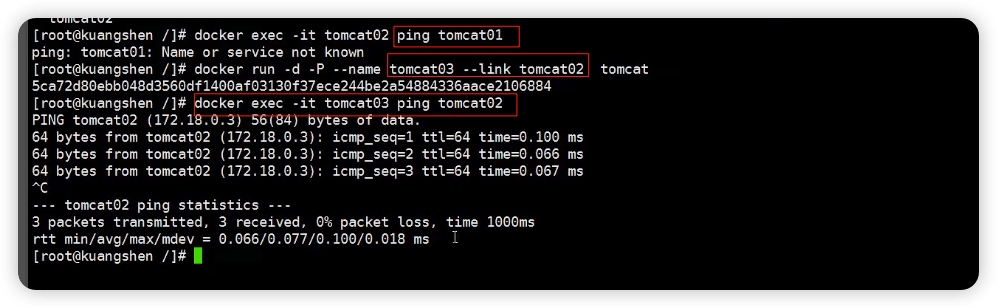 tomcat02
[root@kuangshen /]# docker exec -it tomcat02 ping tomcat01
ping: tomcat01: Name or service not known
[root@kuangshen /]# docker run -d -P --name tomcat03 --link tomcat02  tomcat
5ca72d80ebb048d3560df1400af03130f37ece244be2a54884336aace2106884
[root@kuangshen /]# docker exec -it tomcat03 ping tomcat02
PING tomcat02 (172.18.0.3) 56(84) bytes of data.
64 bytes from tomcat02 (172.18.0.3): icmp_seq=1 ttl=64 time=0.100 ms
64 bytes from tomcat02 (172.18.0.3): icmp_seq=2 ttl=64 time=0.066 ms
64 bytes from tomcat02 (172.18.0.3): icmp_seq=3 ttl=64 time=0.067 ms
^C
--- tomcat02 ping statistics ---
3 packets transmitted, 3 received, 0% packet loss, time 1000ms
rtt min/avg/max/mdev = 0.066/0.077/0.100/0.018 ms
[root@kuangshen /]#